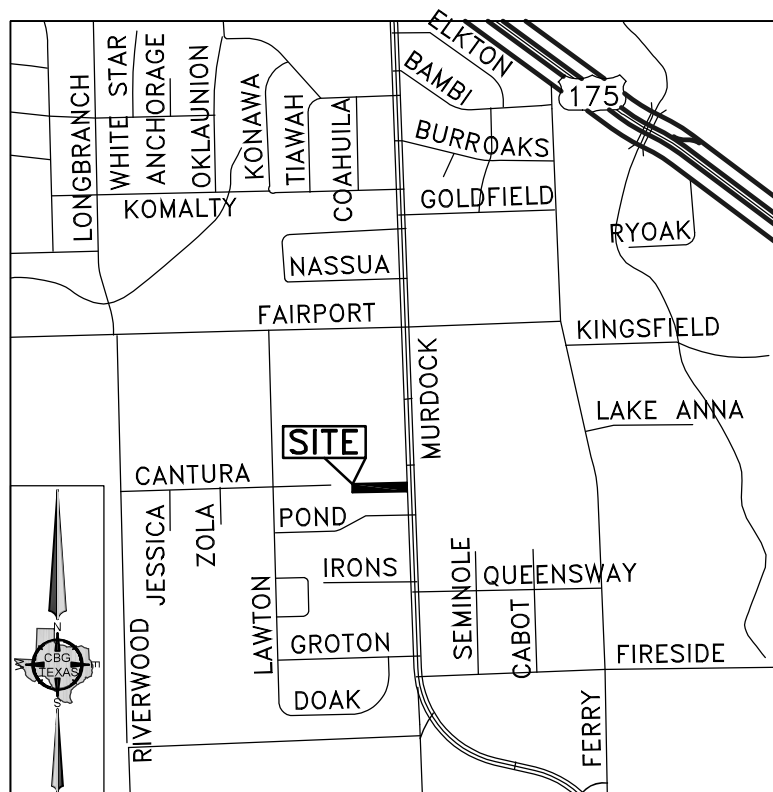 ELKTON
BAMBI
175
LONGBRANCH
WHITE STAR
ANCHORAGE
OKLAUNION
KONAWA
TIAWAH
COAHUILA
BURROAKS
GOLDFIELD
KOMALTY
RYOAK
NASSUA
FAIRPORT
KINGSFIELD
MURDOCK
LAKE ANNA
SITE
CANTURA
JESSICA
ZOLA
POND
IRONS
SEMINOLE
QUEENSWAY
CABOT
LAWTON
GROTON
FIRESIDE
RIVERWOOD
DOAK
FERRY
N
W
CBG
TEXAS
E
S